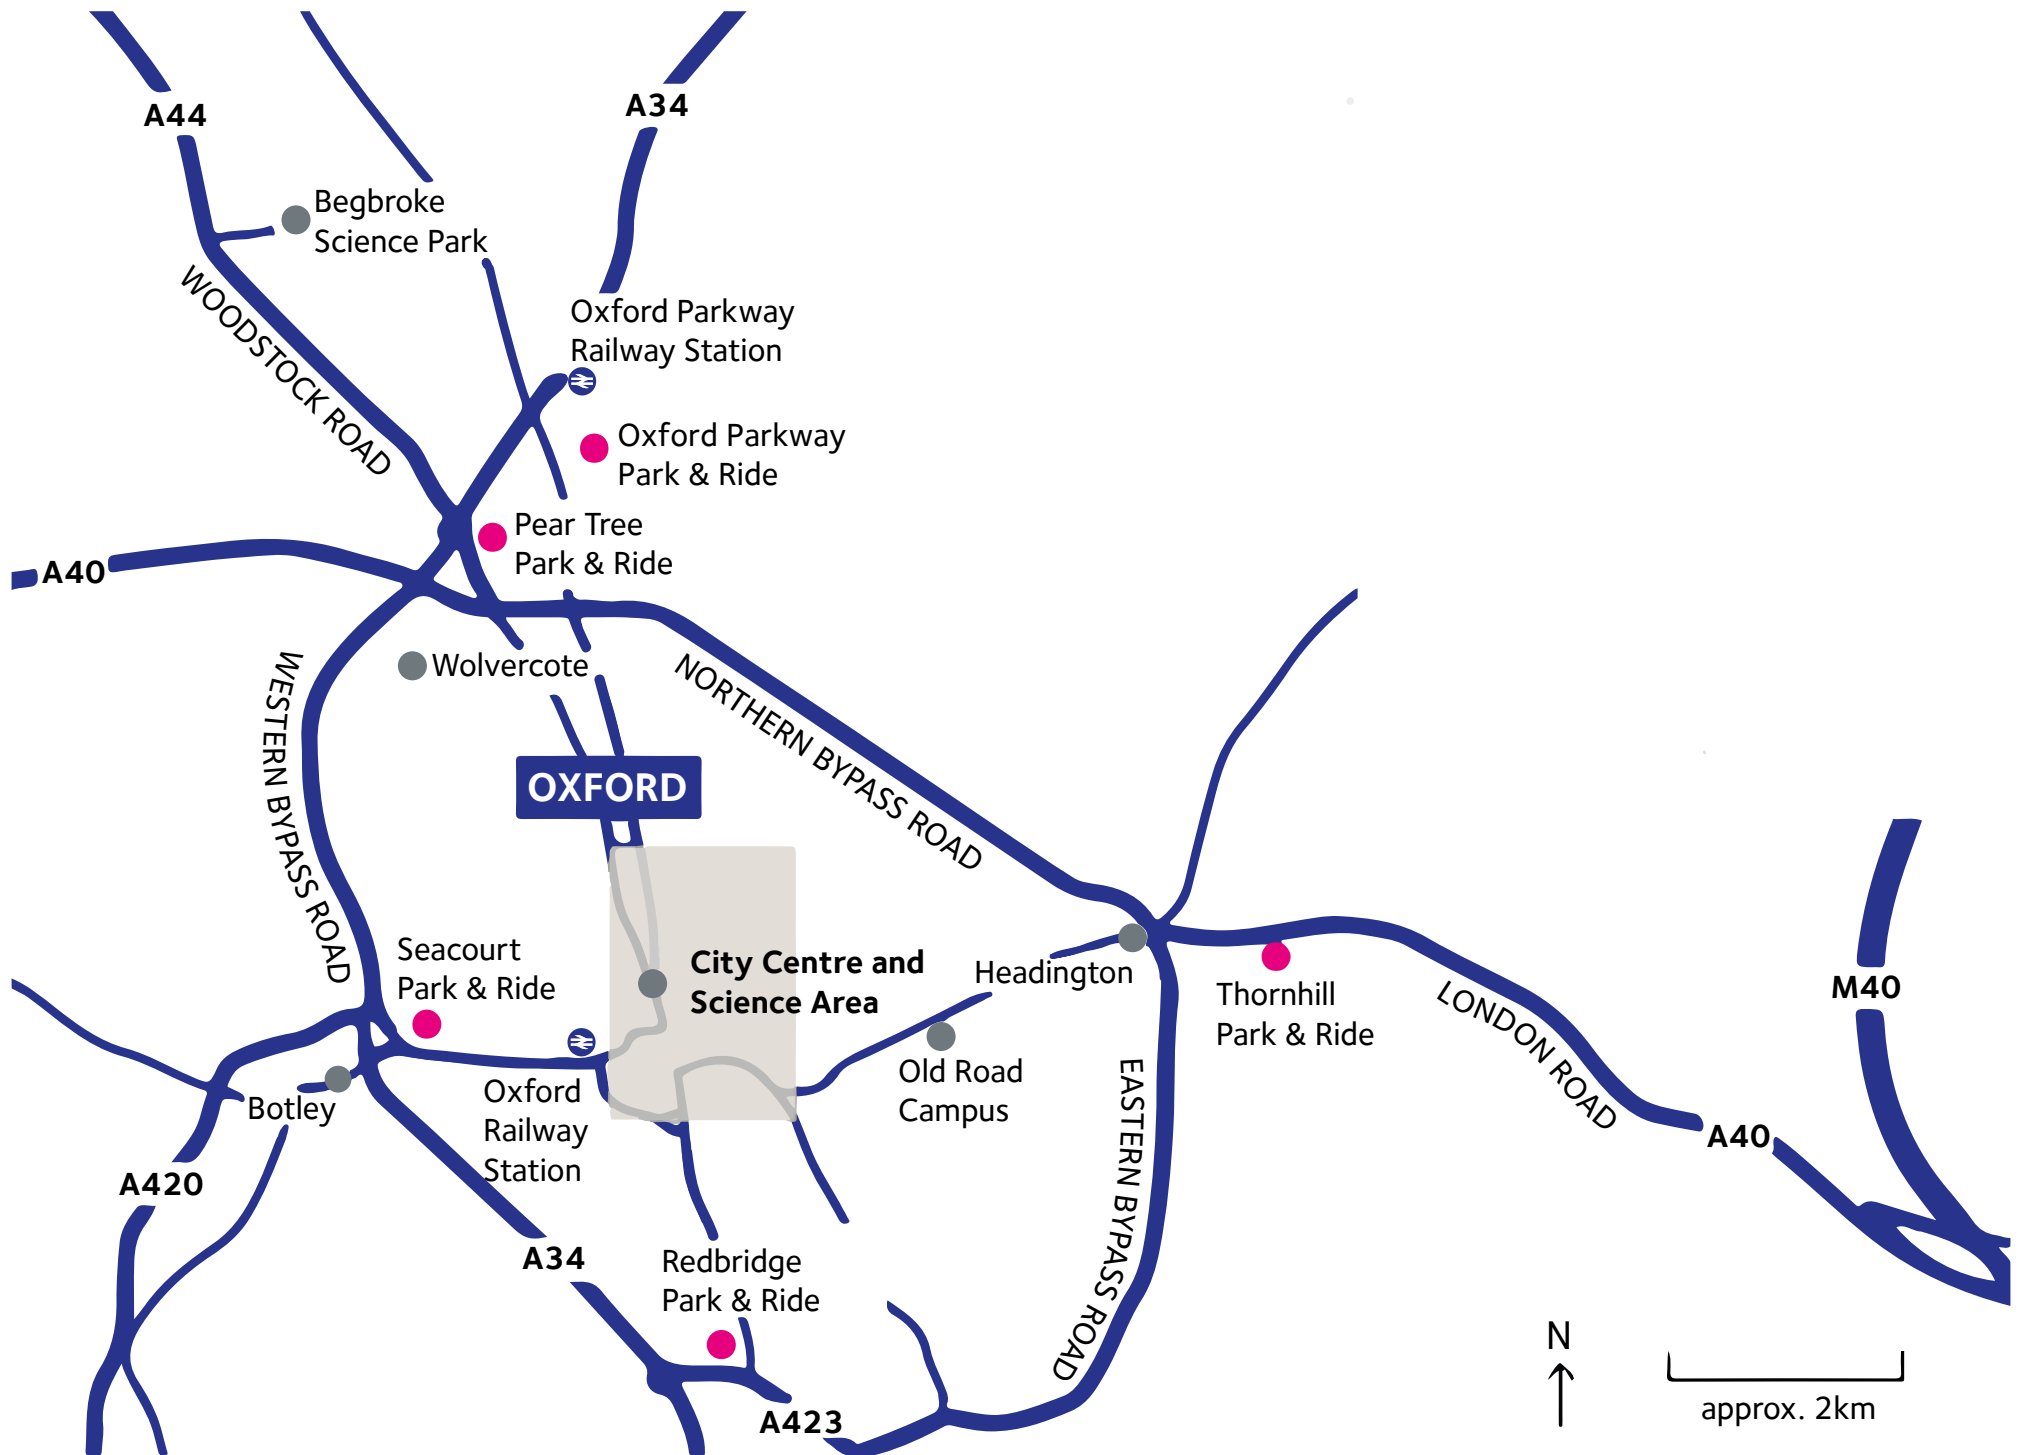 A44
A34
Begbroke
Science Park
WOODSTOCK ROAD
Oxford Parkway
Railway Station
Oxford Parkway
Park & Ride
Pear Tree
Park & Ride
A40
Wolvercote
WESTERN BYPASS ROAD
NORTHERN BYPASS ROAD
OXFORD
Seacourt
Park & Ride
City Centre and
Science Area
Headington
Thornhill
Park & Ride
LONDON ROAD
M40
Oxford
Railway
Station
Old Road
Campus
Botley
EASTERN BYPASS ROAD
A40
A420
A34
Redbridge
Park & Ride
A423
N
approx. 2km